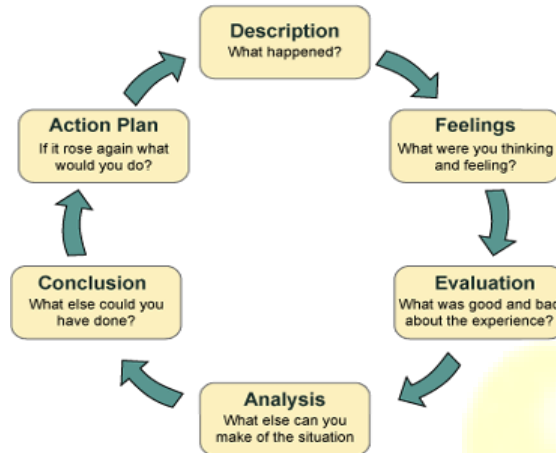 Description
What happened?
Feelings
What were you thinking
and feeling?
Evaluation
What was good and bad
about the experience?
Analysis
What else can you
make of the situation
Conclusion
What else could you
have done?
Action Plan
If it rose again what
would you do?